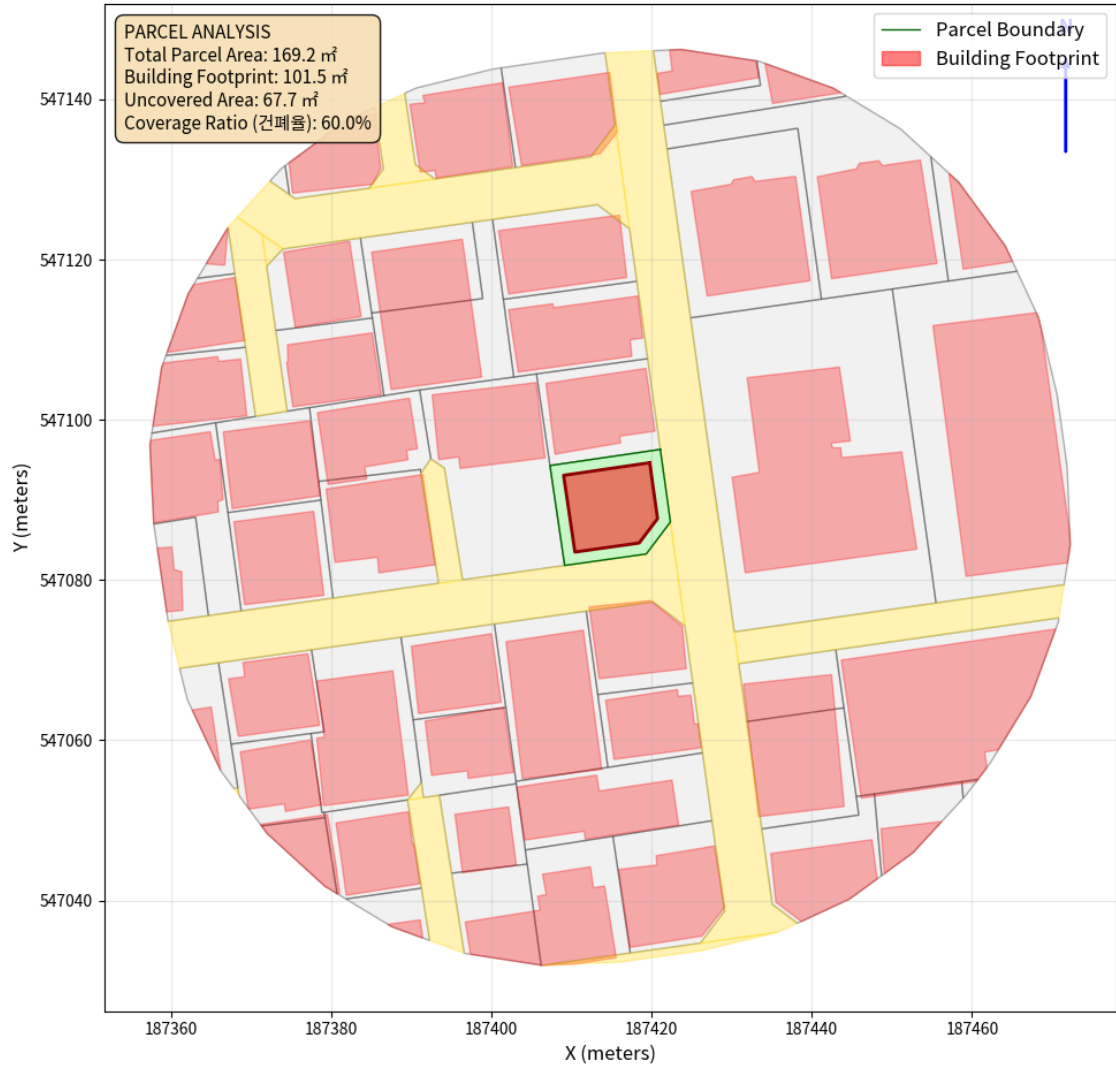 PARCEL ANALYSIS
Total Parcel Area: 169.2 ㎡
Building Footprint: 101.5 ㎡
Uncovered Area: 67.7 ㎡
Coverage Ratio (건폐율): 60.0%
Parcel Boundary
Building Footprint
N
547140
547120
547100
547080
547060
547040
Y (meters)
187360
187380
187400
187420
187440
187460
X (meters)